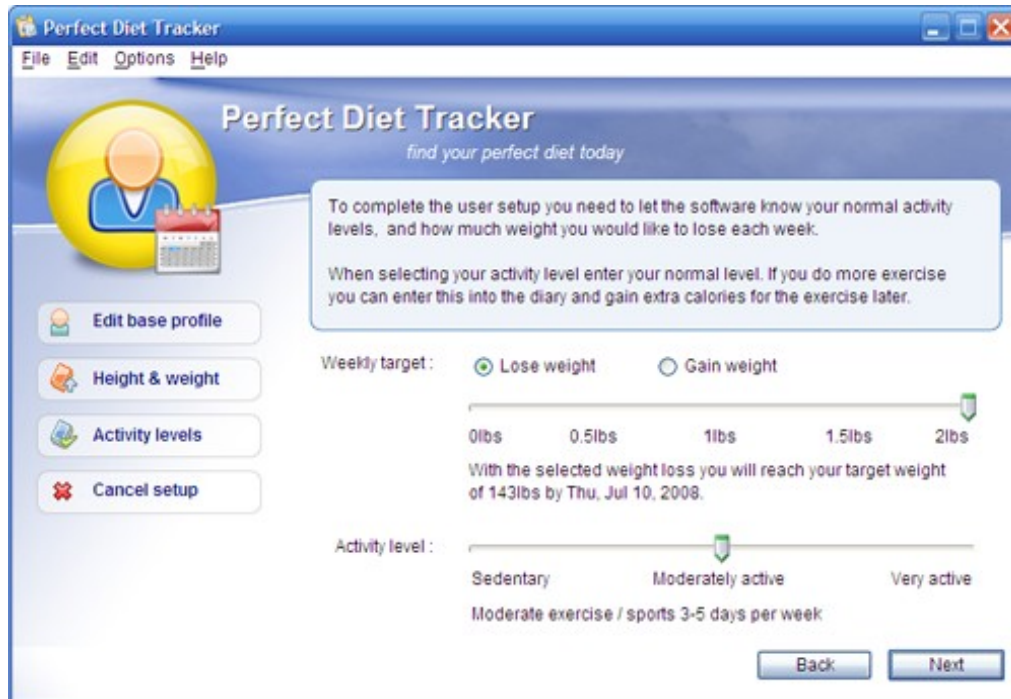 Perfect Diet Tracker
File Edit Options Help
Perfect Diet Tracker
find your perfect diet today
To complete the user setup you need to let the software know your normal activity
levels, and how much weight you would like to lose each week.
When selecting your activity level enter your normal level. If you do more exercise
you can enter this into the diary and gain extra calories for the exercise later.
Edit base profile
Height & weight
Activity levels
Cancel setup
Weekly target :
Lose weight
Gain weight
0lbs 0.5lbs 1lbs 1.5lbs 2lbs
With the selected weight loss you will reach your target weight
of 143lbs by Thu, Jul 10, 2008.
Activity level :
Sedentary Moderately active Very active
Moderate exercise / sports 3-5 days per week
Back Next